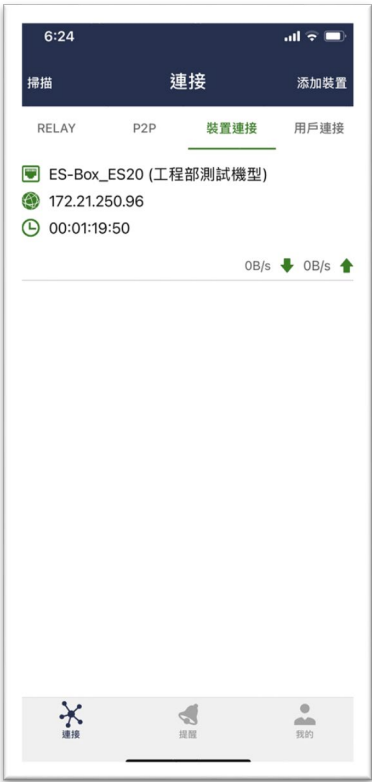 6:24
掃描 連接 添加裝置
RELAY P2P 裝置連接 用戶連接
ES-Box_ES20 (工程部測試機型)
172.21.250.96
00:01:19:50
0B/s 0B/s
連接 提醒 我的